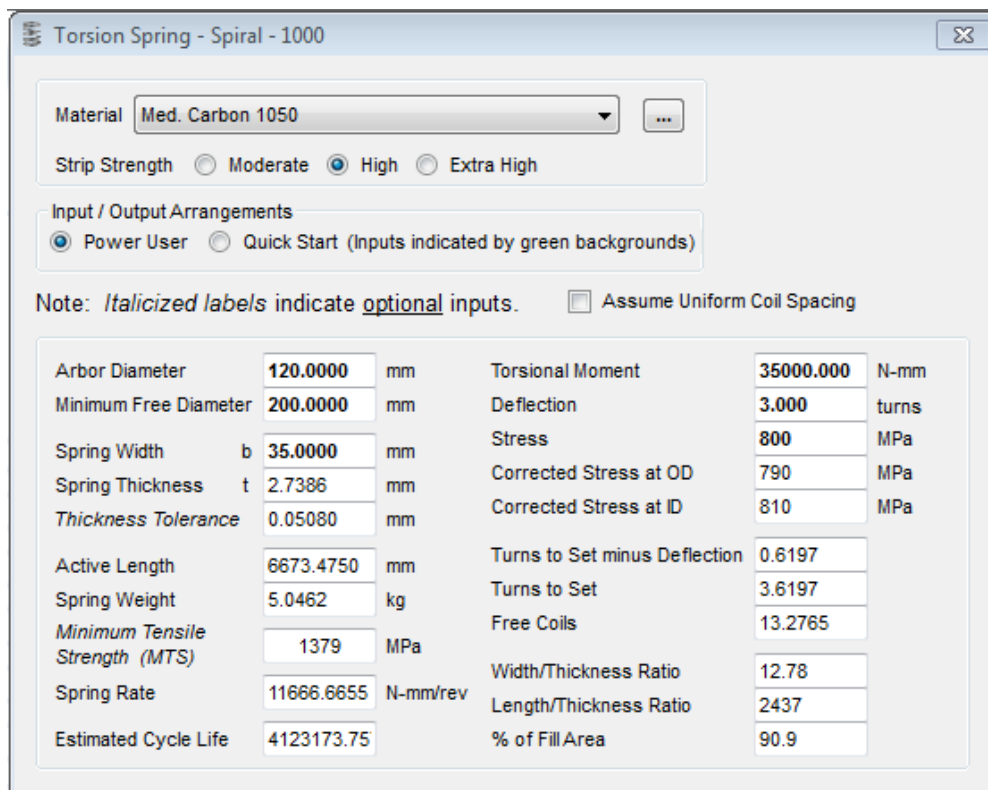 Torsion Spring - Spiral - 1000
Material Med. Carbon 1050 ...
Strip Strength Moderate High Extra High
Input / Output Arrangements
Power User Quick Start (Inputs indicated by green backgrounds)
Note: Italicized labels indicate optional inputs. Assume Uniform Coil Spacing
Arbor Diameter 120.0000 mm
Minimum Free Diameter 200.0000 mm
Spring Width b 35.0000 mm
Spring Thickness t 2.7386 mm
Thickness Tolerance 0.05080 mm
Active Length 6673.4750 mm
Spring Weight 5.0462 kg
Minimum Tensile
Strength (MTS) 1379 MPa
Spring Rate 11666.6655 N-mm/rev
Estimated Cycle Life 4123173.75
Torsional Moment 35000.000 N-mm
Deflection 3.000 turns
Stress 800 MPa
Corrected Stress at OD 790 MPa
Corrected Stress at ID 810 MPa
Turns to Set minus Deflection 0.6197
Turns to Set 3.6197
Free Coils 13.2765
Width/Thickness Ratio 12.78
Length/Thickness Ratio 2437
% of Fill Area 90.9